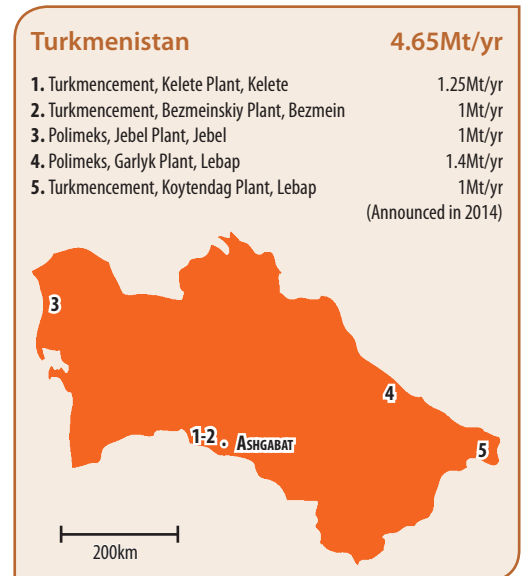 Turkmenistan 4.65Mt/yr
1. Turkmencement, Kelete Plant, Kelete 1.25Mt/yr
2. Turkmencement, Bezmeinskiy Plant, Bezmein 1Mt/yr
3. Polimeks, Jebel Plant, Jebel 1Mt/yr
4. Polimeks, Garlyk Plant, Lebap 1.4Mt/yr
5. Turkmencement, Koytendag Plant, Lebap 1Mt/yr
(Announced in 2014)
3
4
1-2 . Ashgabat
5
200km